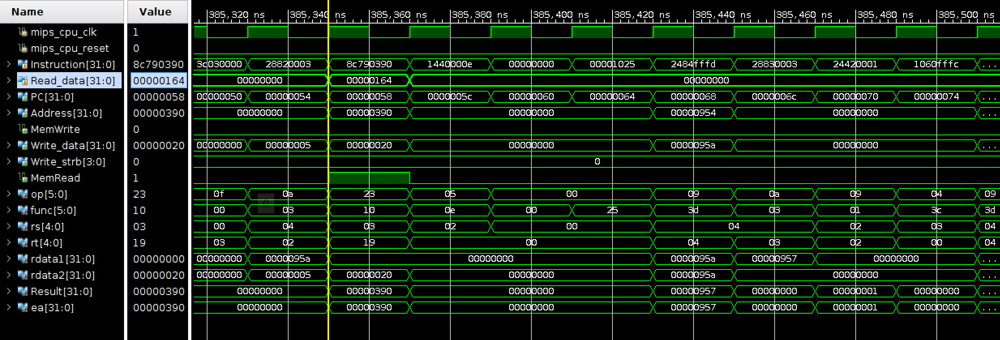 Name Value 385,320 ns 385,340 ns 385,360 ns 385,380 ns 385,400 ns 385,420 ns 385,440 ns 385,460 ns 385,480 ns 385,500 ns
mips_cpu_clk 1
mips_cpu_reset 0
Instruction[31:0] 8c790390 3c030000 28820003 8c790390 1440000e 00000000 00001025 2484fffd 28830003 24420001 1060fffc ...
Read_data[31:0] 00000164 00000000 00000164 00000000
PC[31:0] 00000058 00000050 00000054 00000058 0000005c 00000060 00000064 00000068 0000006c 00000070 00000074 ...
Address[31:0] 00000390 00000000 00000390 00000000 00000954 00000000 ...
MemWrite 0
Write_data[31:0] 00000020 00000000 00000005 00000020 00000000 0000095a 00000000 ...
Write_strb[3:0] 0 0
MemRead 1
op[5:0] 23 0f 0a 23 05 00 09 0a 09 04 09
func[5:0] 10 00 03 10 0e 00 25 3d 03 01 3c 3d
rs[4:0] 03 00 04 03 02 00 04 02 03 04
rt[4:0] 19 03 02 19 00 04 03 02 00 04
rdata1[31:0] 00000000 00000000 0000095a 00000000 0000095a 00000957 00000000 ...
rdata2[31:0] 00000020 00000000 00000005 00000020 00000000 0000095a 00000000 ...
Result[31:0] 00000390 00000000 00000390 00000000 00000957 00000000 00000001 00000000 ...
ea[31:0] 00000390 00000000 00000390 00000000 00000957 00000000 00000001 00000000 ...